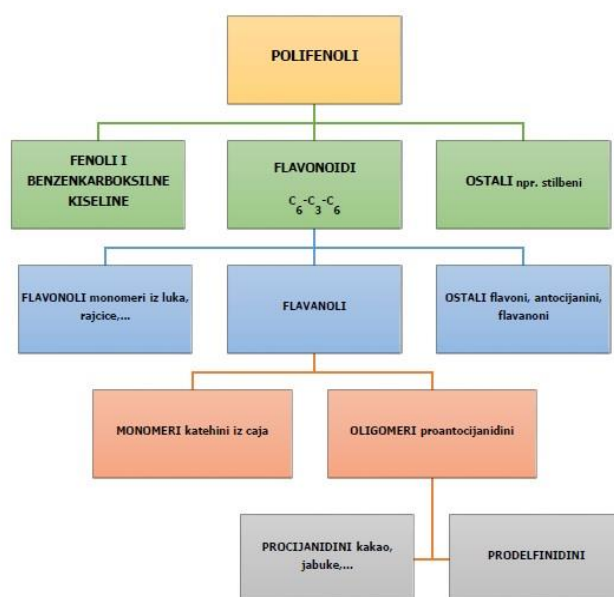 POLIFENOLI
FENOLI I
BENZENKARBOKSILNE
KISELINE
FLAVONOIDI
C6-C3-C6
OSTALI npr. stilbeni
FLAVONOLI monomeri iz luka,
rajcice,...
FLAVANOLI
OSTALI flavoni, antocijanini,
flavanoni
MONOMERI katehini iz caja
OLIGOMERI proantocijanidini
PROCIJANIDINI kakao,
jabuke,...
PRODELFINIDINI